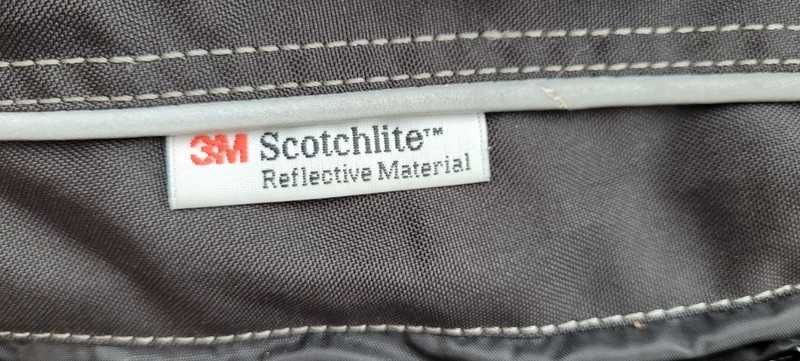 3M Scotchlite™
Reflective Material